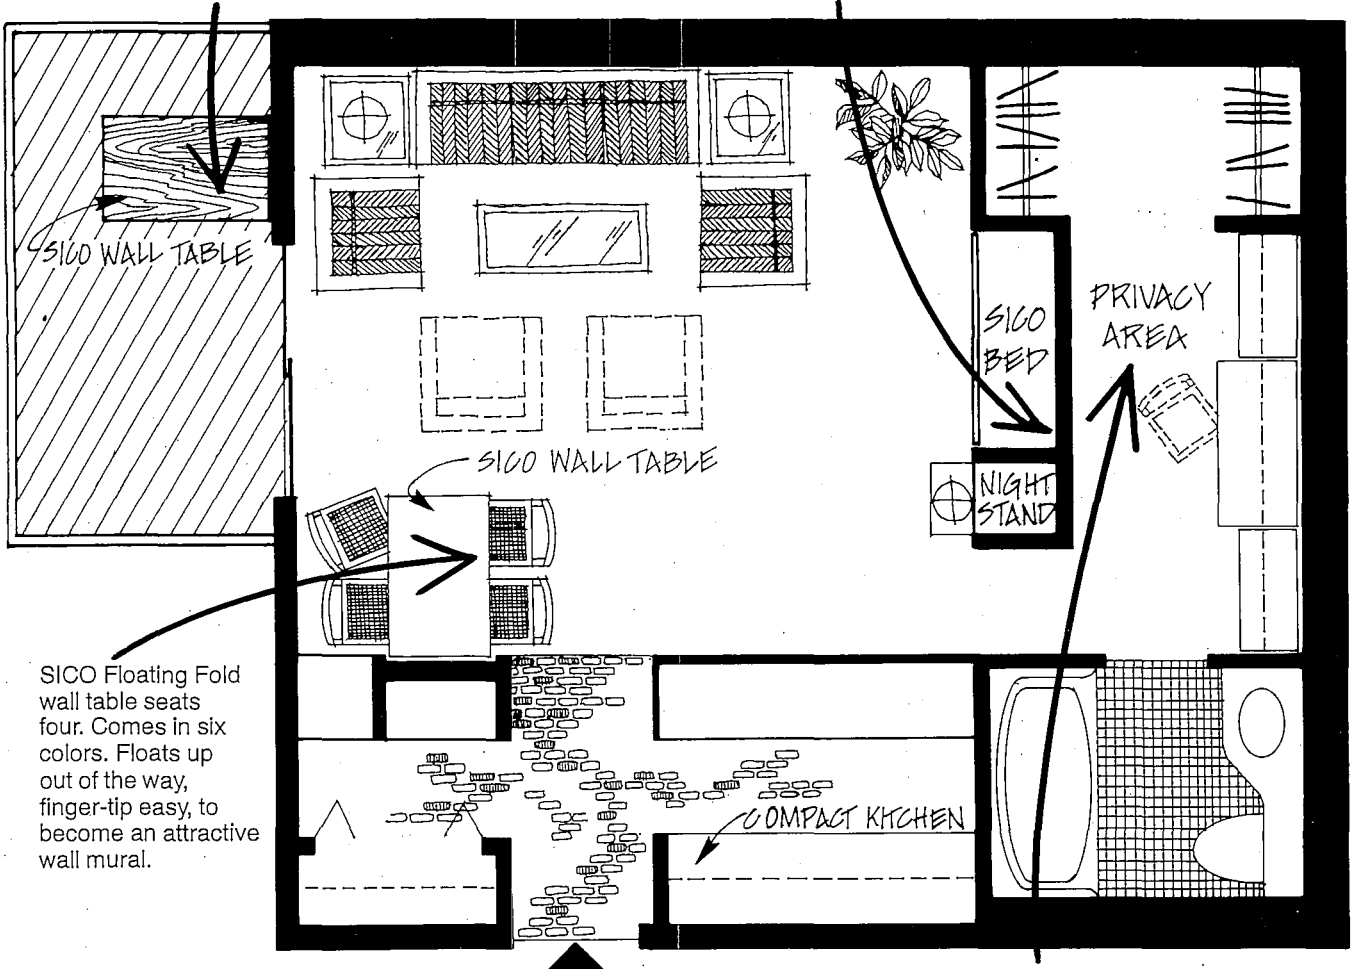 SICO WALL TABLE
SICO
BED
PRIVACY
AREA
SICO WALL TABLE
NIGHT
STAND
SICO Floating Fold
wall table seats
four. Comes in six
colors. Floats up
out of the way,
finger-tip easy, to
become an attractive
wall mural.
COMPACT KITCHEN